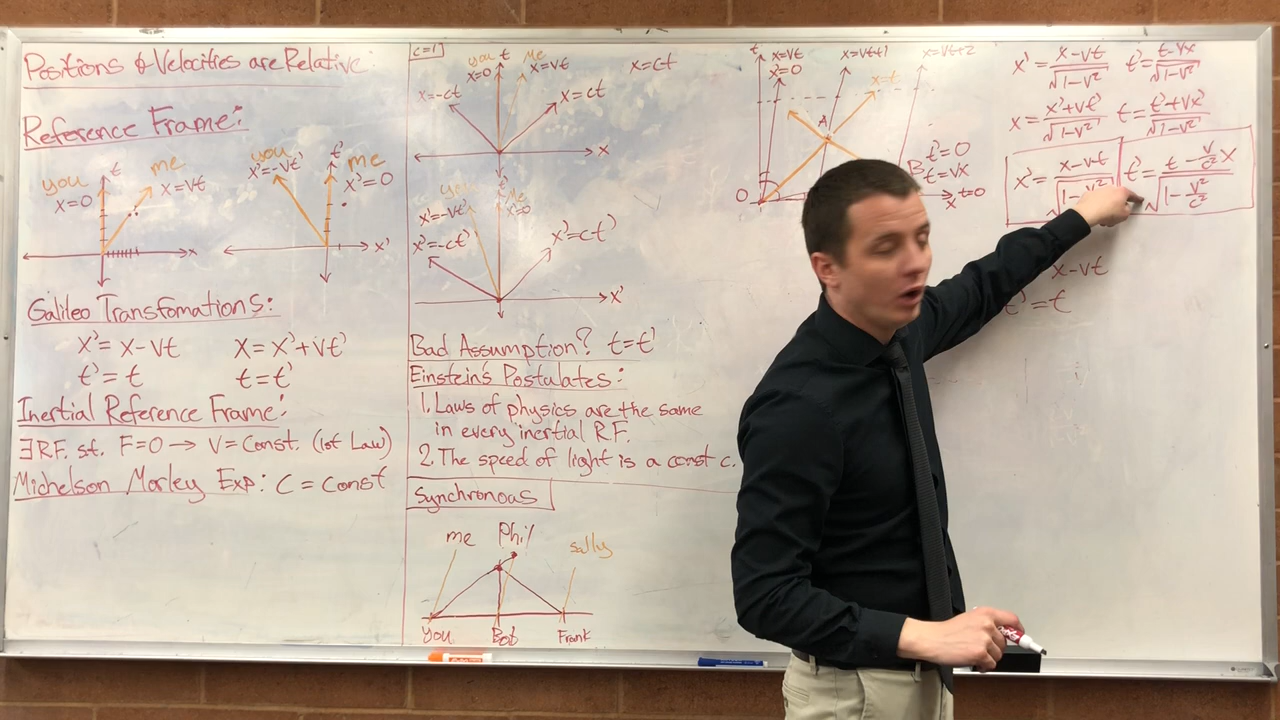 Positions & Velocities are Relative:
Reference Frame:
you
x=0
t
me
x=vt
x
you
x'=-vt'
t'
me
x'=0
x'
Galileo Transfomations:
x'=x-vt x=x'+vt'
t'=t t=t'
Inertial Reference Frame:
∃ R.F. st. F=0 → V=Const. (1st Law)
Michelson Morley Exp: C = Const
c=1
you t Me
x=0 x=vt x=ct
x=-ct x=ct
x
t' Me
x'=-vt' x'=0
x'=-ct' x'=ct'
x'
Bad Assumption? t=t'
Einstein's Postulates:
1. Laws of physics are the same
in every inertial R.F.
2. The speed of light is a const c.
Synchronous
me Phil sally
you Bob Frank
t x=vt x=vt+1 x=vt+2
x'=0 x=t
A
B t'=0
t=vx
O x t=0
x'=(x-vt)/√(1-v²) t'=(t-vx)/√(1-v²)
x=(x'+vt')/√(1-v²) t=(t'+vx')/√(1-v²)
x'=(x-vt)/√(1-v²) t'=(t-(v/c²)x)/√(1-v²/c²)
x-vt
t'=t